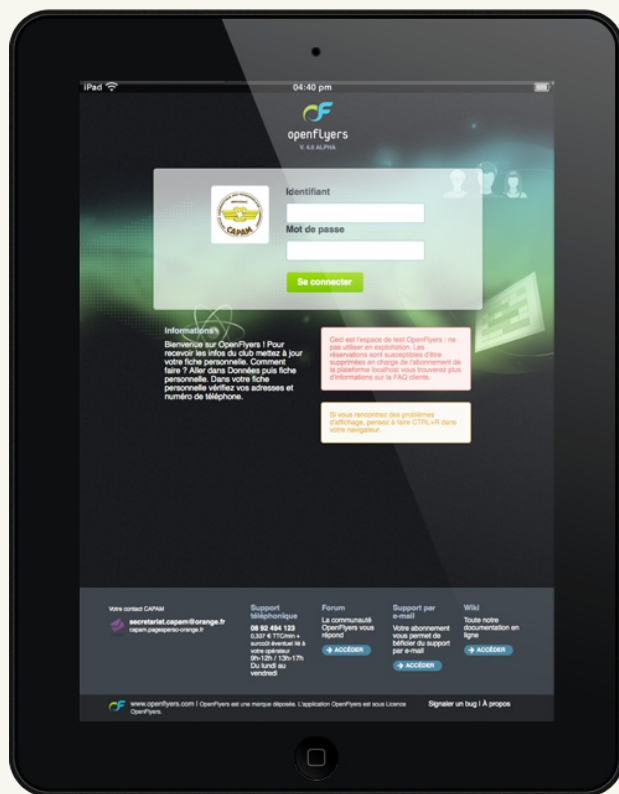 iPad
04:40 pm
openflyers
V. 4.0 ALPHA
CAPAM
Identifiant
Mot de passe
Se connecter
Informations
Bienvenue sur OpenFlyers ! Pour
recevoir les infos du club mettez à jour
votre fiche personnelle. Comment
faire ? Aller dans Données puis fiche
personnelle. Dans votre fiche
personnelle vérifiez vos adresses et
numéro de téléphone.
Ceci est l'espace de test OpenFlyers : ne
pas utiliser en exploitation. Les
réservations sont susceptibles d'être
supprimées en charge de l'abonnement de
la plateforme localhost vous trouverez plus
d'informations sur la FAQ clients.
Si vous rencontrez des problèmes
d'affichage, pensez à faire CTRL+R dans
votre navigateur.
Votre contact CAPAM
secretariat.capam@orange.fr
capam.pagesperso-orange.fr
Support
téléphonique
08 92 494 123
0,337 € TTC/min +
surcoût éventuel lié à
votre opérateur
9h-12h / 13h-17h
Du lundi au
vendredi
Forum
La communauté
OpenFlyers vous
répond
ACCÉDER
Support par
e-mail
Votre abonnement
vous permet de
béficier du support
par e-mail
ACCÉDER
Wiki
Toute notre
documentation en
ligne
ACCÉDER
www.openflyers.com | OpenFlyers est une marque déposée. L'application OpenFlyers est sous Licence
OpenFlyers.
Signaler un bug | À propos